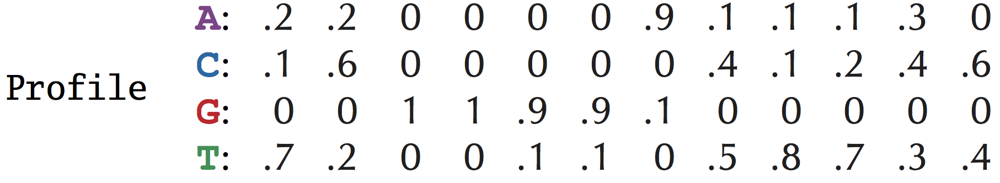 A: .2 .2 0 0 0 0 .9 .1 .1 .1 .3 0
C: .1 .6 0 0 0 0 0 .4 .1 .2 .4 .6
Profile
G: 0 0 1 1 .9 .9 .1 0 0 0 0 0
T: .7 .2 0 0 .1 .1 0 .5 .8 .7 .3 .4